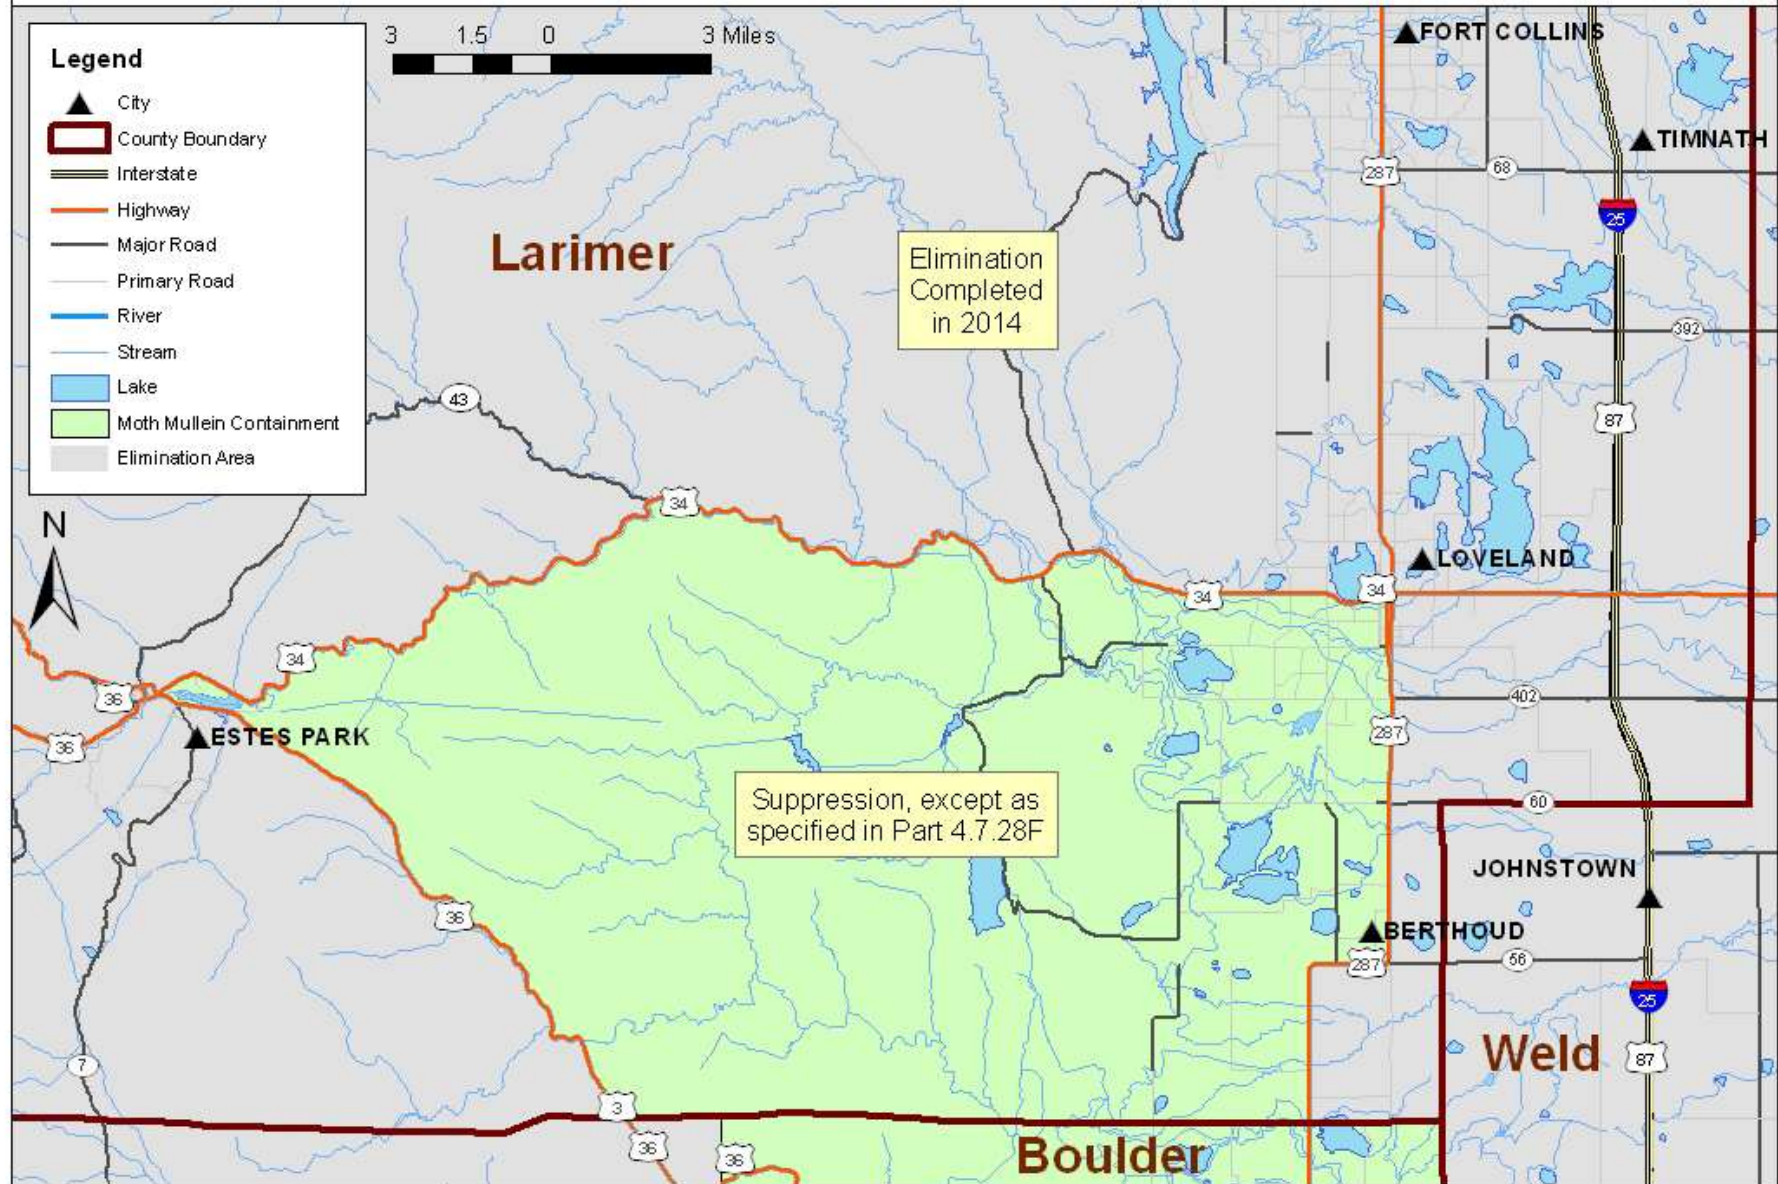 Legend
City
County Boundary
Interstate
Highway
Major Road
Primary Road
River
Stream
Lake
Moth Mullein Containment
Elimination Area
3 1.5 0 3 Miles
FORT COLLINS
TIMNATH
287
68
25
Larimer
Elimination
Completed
in 2014
392
43
87
34
N
LOVELAND
34
34
34
36
402
287
36
ESTES PARK
Suppression, except as
specified in Part 4.7.28F
60
JOHNSTOWN
36
BERTHOUD
287
56
25
Weld
87
7
3
36
36
Boulder